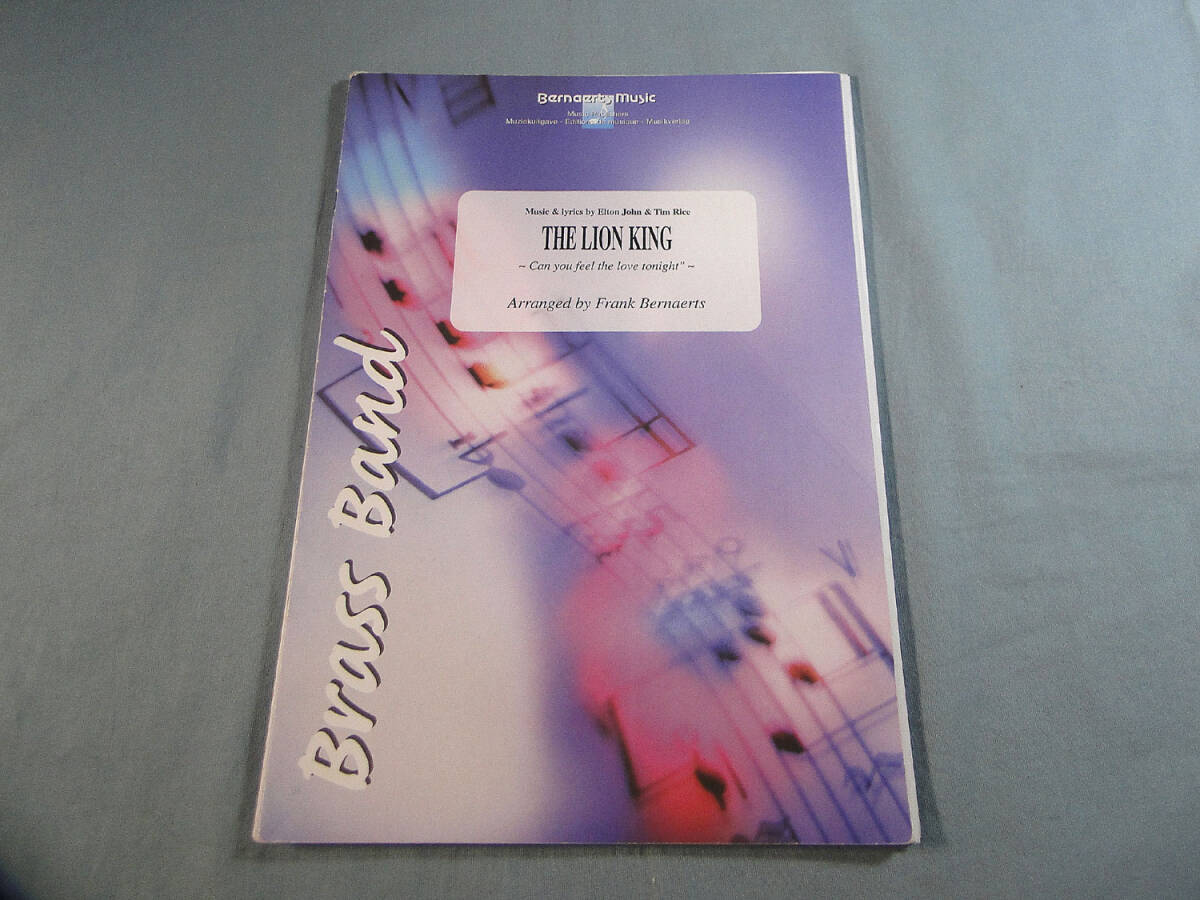 Bernaerts Music
Music Publishers
Muziekuitgave - Editions de musique - Musikverlag
Music & lyrics by Elton John & Tim Rice
THE LION KING
~ Can you feel the love tonight" ~
Arranged by Frank Bernaerts
Brass Band